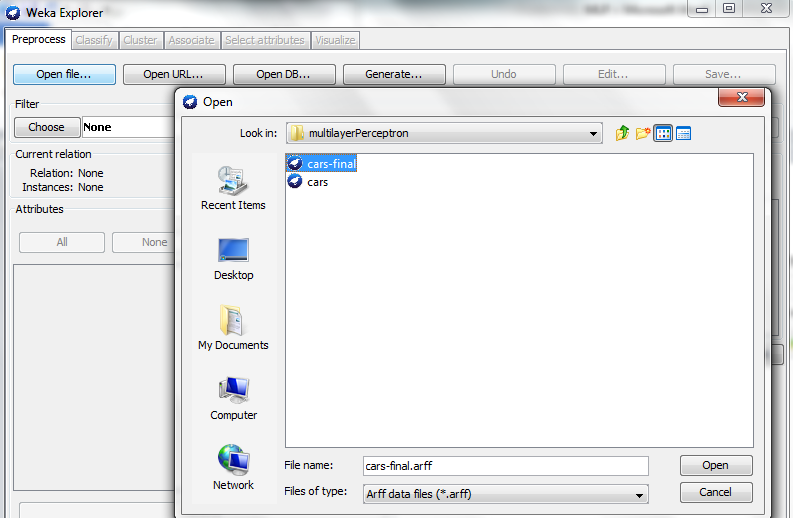 Weka Explorer
Preprocess Classify Cluster Associate Select attributes Visualize
Open file... Open URL... Open DB... Generate... Undo Edit... Save...
Filter
Choose None
Current relation
Relation: None
Instances: None
Attributes
All None
Open
Look in: multilayerPerceptron
cars-final
cars
Recent Items
Desktop
My Documents
Computer
Network
File name: cars-final.arff Open
Files of type: Arff data files (*.arff) Cancel